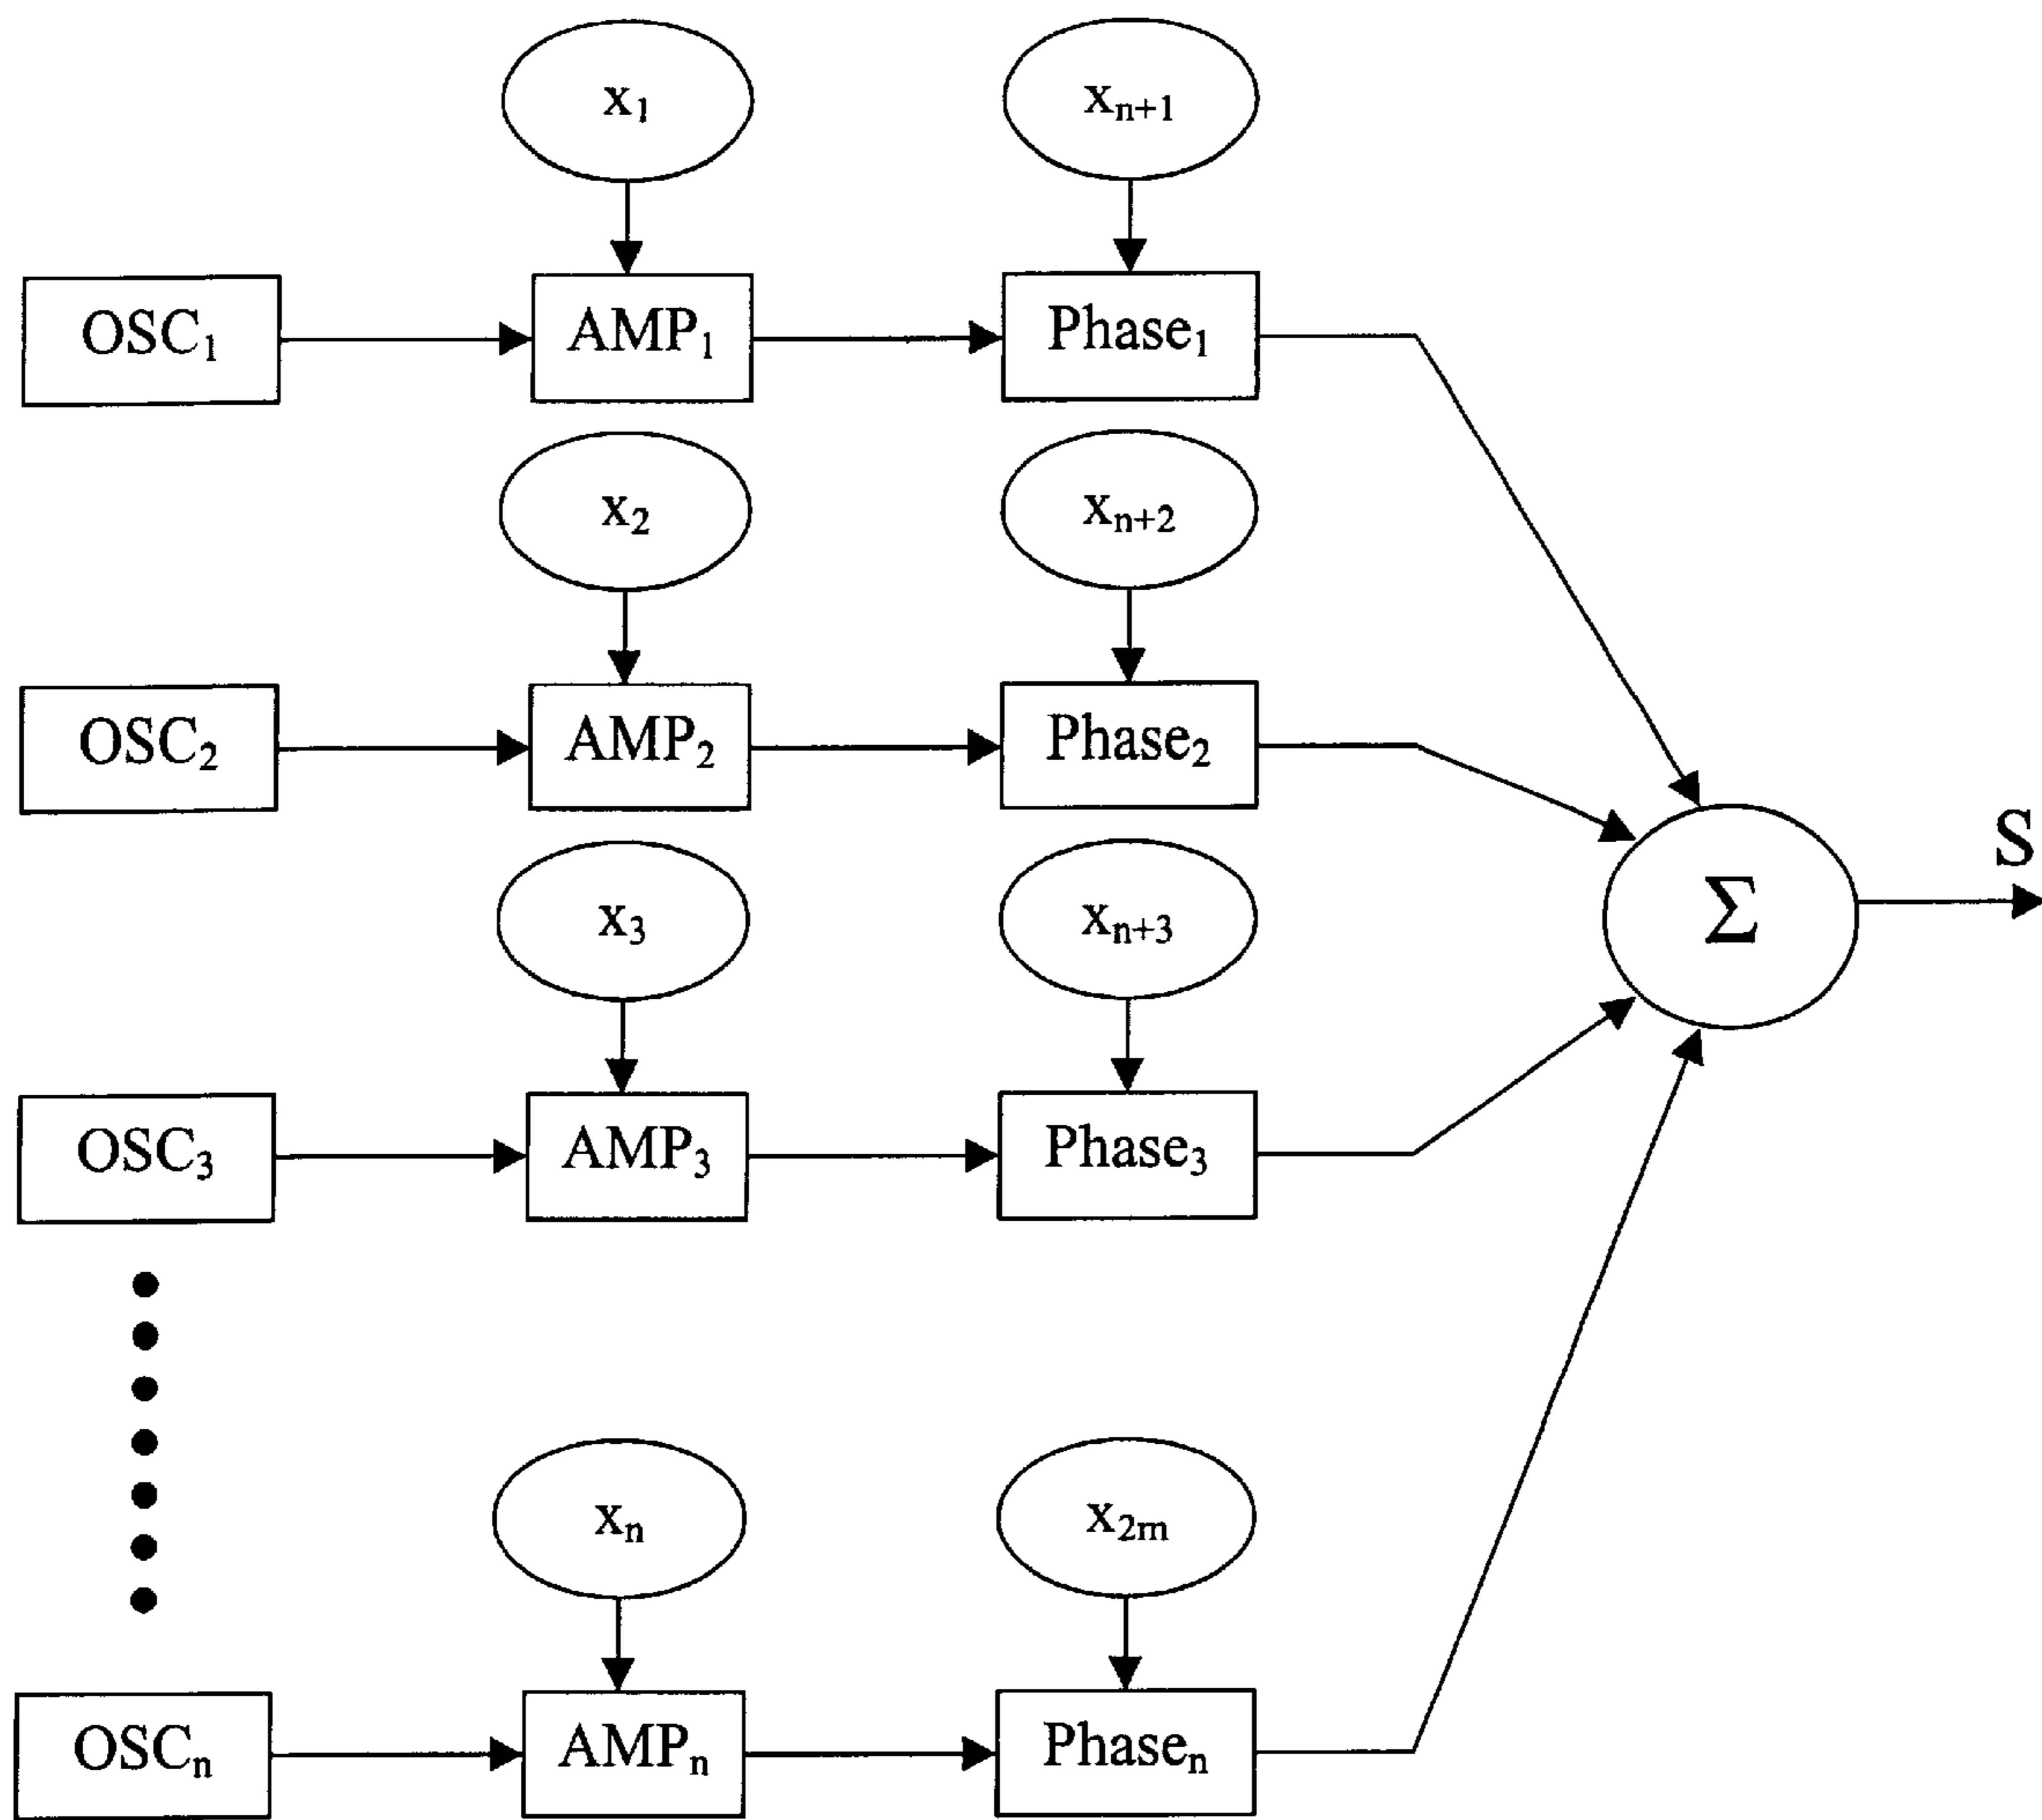 x₁ xₙ₊₁
OSC₁ AMP₁ Phase₁
x₂ xₙ₊₂
OSC₂ AMP₂ Phase₂
S
x₃ xₙ₊₃
Σ
OSC₃ AMP₃ Phase₃
xₙ x₂ₘ
OSCₙ AMPₙ Phaseₙ